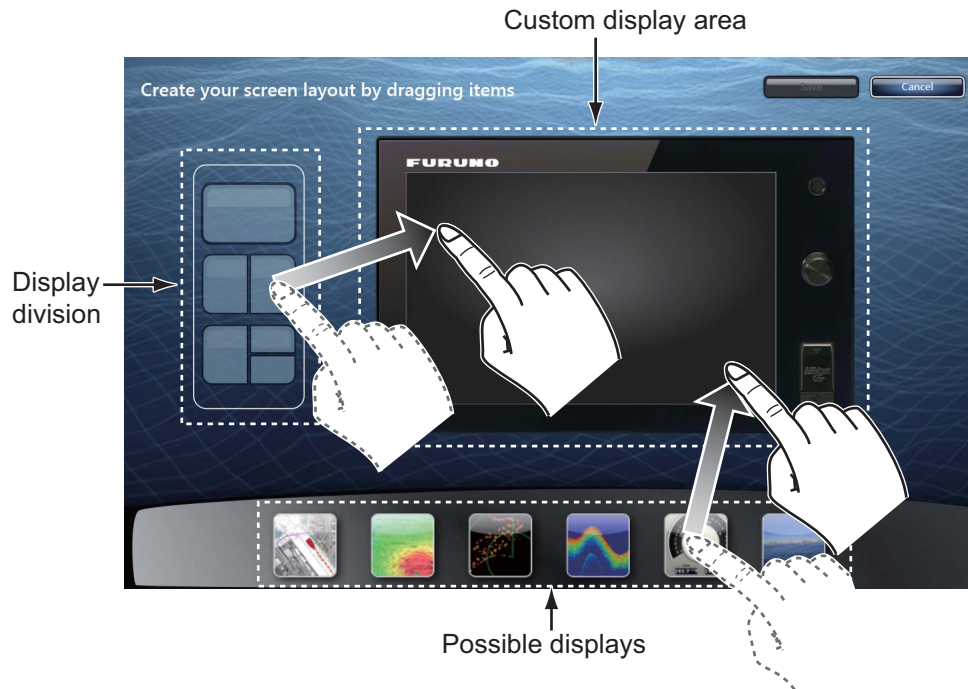 Custom display area
Create your screen layout by dragging items
Save
Cancel
FURUNO
Display
division
Possible displays